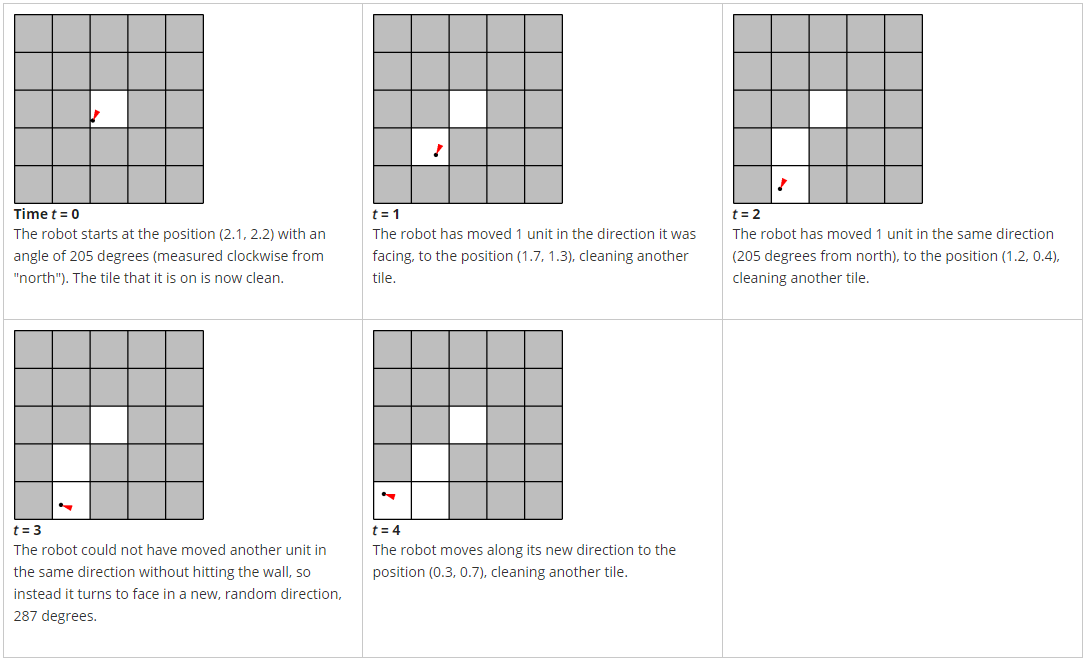 Time t = 0
The robot starts at the position (2.1, 2.2) with an
angle of 205 degrees (measured clockwise from
"north"). The tile that it is on is now clean.
t = 1
The robot has moved 1 unit in the direction it was
facing, to the position (1.7, 1.3), cleaning another
tile.
t = 2
The robot has moved 1 unit in the same direction
(205 degrees from north), to the position (1.2, 0.4),
cleaning another tile.
t = 3
The robot could not have moved another unit in
the same direction without hitting the wall, so
instead it turns to face in a new, random direction,
287 degrees.
t = 4
The robot moves along its new direction to the
position (0.3, 0.7), cleaning another tile.